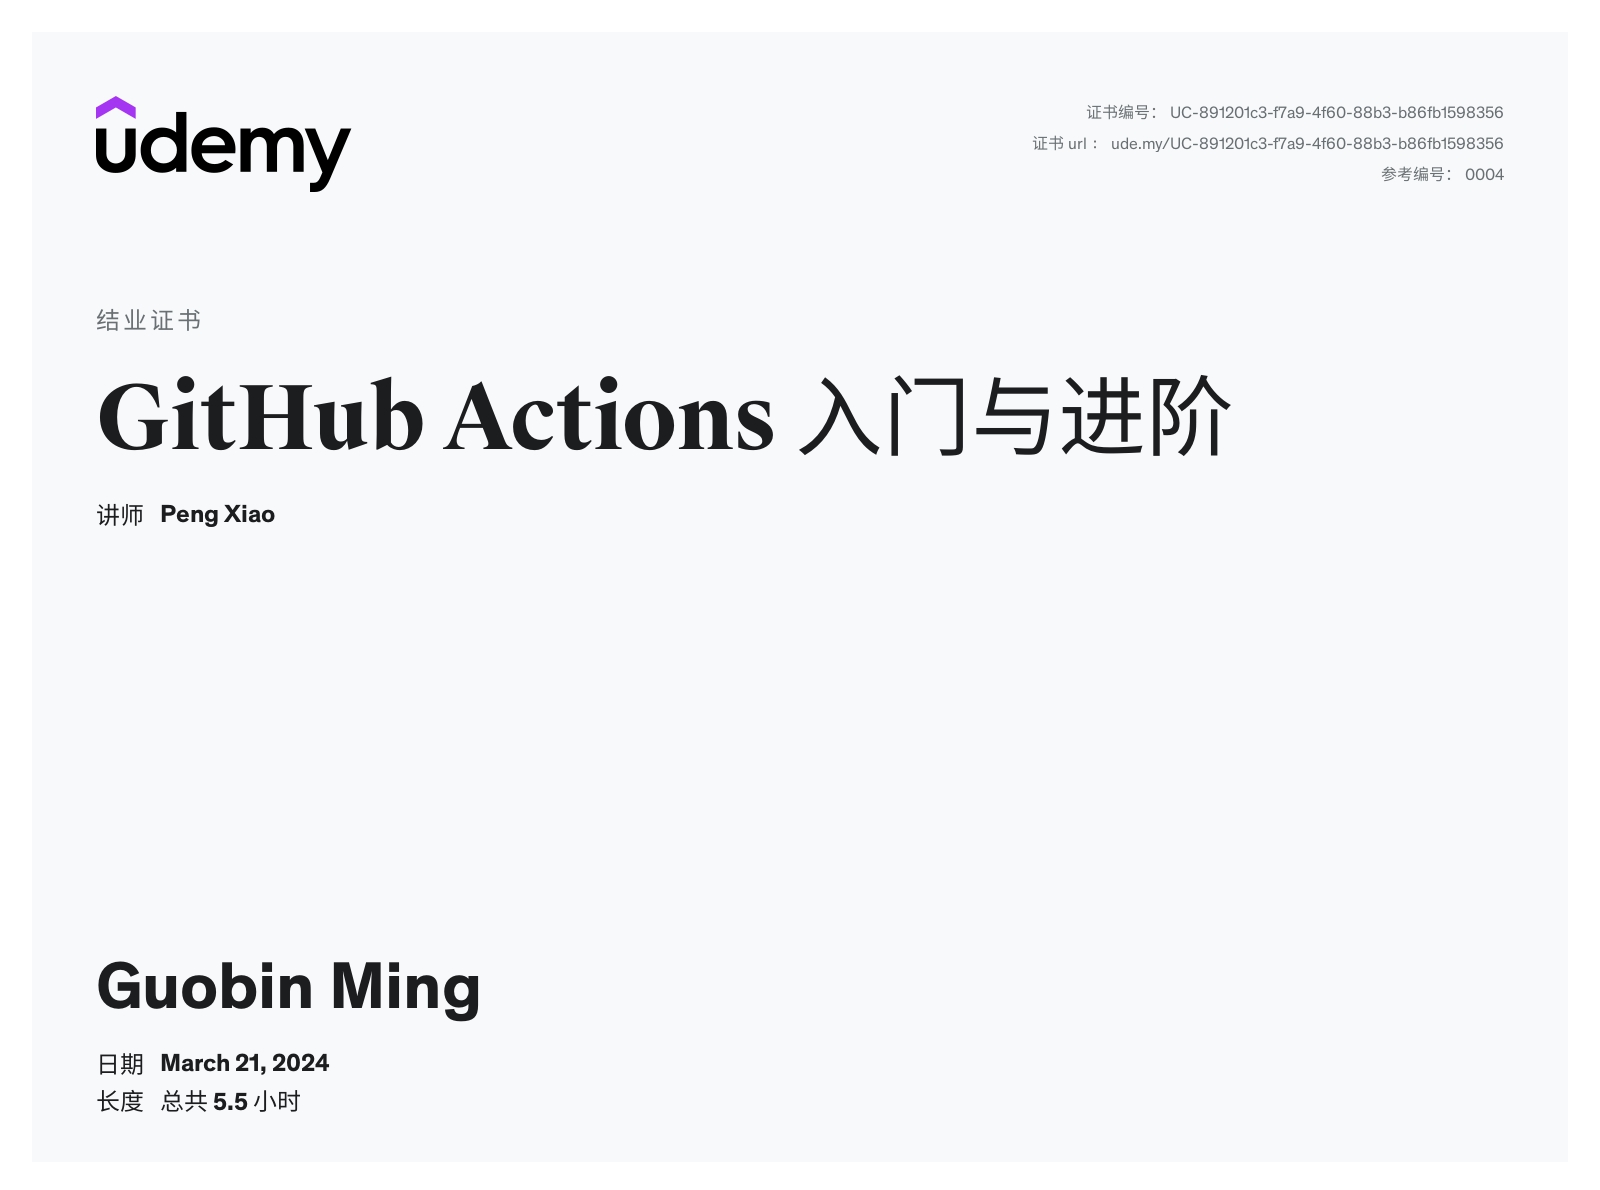 udemy
证书编号： UC-891201c3-f7a9-4f60-88b3-b86fb1598356
证书 url： ude.my/UC-891201c3-f7a9-4f60-88b3-b86fb1598356
参考编号： 0004
结业证书
GitHub Actions 入门与进阶
讲师 Peng Xiao
Guobin Ming
日期 March 21, 2024
长度 总共 5.5 小时